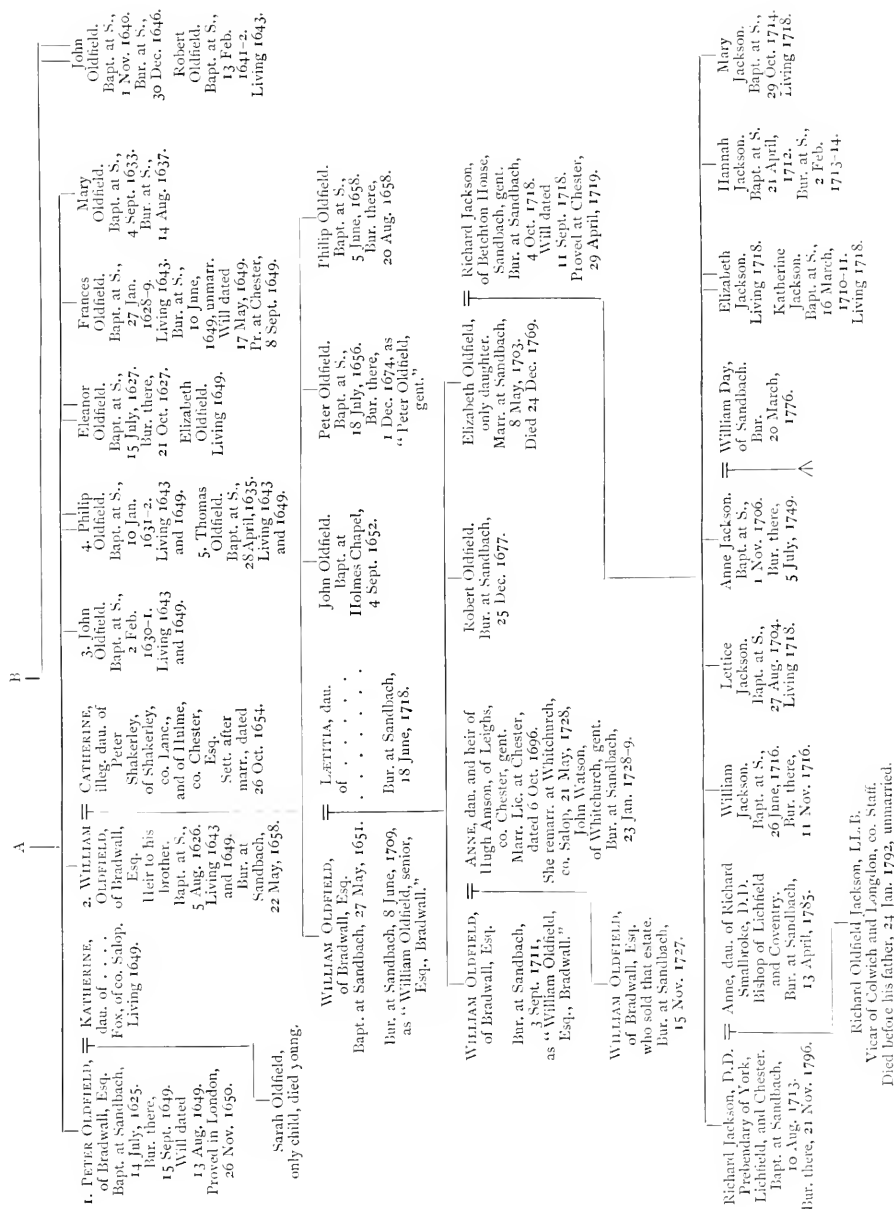 A
B
1. PETER OLDFIELD,
of Bradwall, Esq.
Bapt. at Sandbach,
14 July, 1625.
Bur. there,
15 Sept. 1649.
Will dated
13 Aug. 1649.
Proved in London,
26 Nov. 1650.
KATHERINE,
dau. of . . . . .
Fox, of co. Salop.
Living 1649.
2. WILLIAM
OLDFIELD,
of Bradwall,
Esq.
Heir to his
brother.
Bapt. at S.,
5 Aug. 1626.
Living 1643
and 1649.
Bur. at
Sandbach,
22 May, 1658.
CATHERINE,
illeg. dau. of
Peter
Shakerley,
of Shakerley,
co. Lanc.,
and of Hulme,
co. Chester,
Esq.
Sett. after
marr., dated
26 Oct. 1654.
3. John
Oldfield.
Bapt. at S.,
2 Feb.
1630-1.
Living 1643
and 1649.
4. Philip
Oldfield.
Bapt. at S.,
10 Jan.
1631-2.
Living 1643
and 1649.
5. Thomas
Oldfield.
Bapt. at S.,
28 April, 1635.
Living 1643
and 1649.
Eleanor
Oldfield.
Bapt. at S.,
15 July, 1627.
Bur. there,
21 Oct. 1627.
Elizabeth
Oldfield.
Living 1649.
Frances
Oldfield.
Bapt. at S.,
27 Jan.
1628-9.
Living 1643.
Bur. at S.,
10 June,
1649, unmarr.
Will dated
17 May, 1649.
Pr. at Chester,
8 Sept. 1649.
Mary
Oldfield.
Bapt. at S.,
4 Sept. 1633.
Bur. at S.,
14 Aug. 1637.
John
Oldfield.
Bapt. at S.,
1 Nov. 1640.
Bur. at S.,
30 Dec. 1646.
Robert
Oldfield.
Bapt. at S.,
13 Feb.
1641-2.
Living 1643.
Sarah Oldfield,
only child, died young.
WILLIAM OLDFIELD,
of Bradwall, Esq.
Bapt. at Sandbach, 27 May, 1651.
Bur. at Sandbach, 8 June, 1709,
as "William Oldfield, senior,
Esq., Bradwall."
LÆTITIA, dau.
of . . . . . .
. . . . . . .
Bur. at Sandbach,
18 June, 1718.
John Oldfield.
Bapt. at
Holmes Chapel,
4 Sept. 1652.
Peter Oldfield.
Bapt. at S.,
18 July, 1656.
Bur. there,
1 Dec. 1674, as
"Peter Oldfield,
gent."
Philip Oldfield.
Bapt. at S.,
5 June, 1658.
Bur. there,
20 Aug. 1658.
WILLIAM OLDFIELD,
of Bradwall, Esq.
Bur. at Sandbach,
3 Sept. 1711,
as "William Oldfield,
Esq., Bradwall."
ANNE, dau. and heir of
Hugh Amson, of Leighs,
co. Chester, gent.
Marr. Lic. at Chester,
dated 6 Oct. 1696.
She remarr. at Whitchurch,
co. Salop, 21 May, 1728,
John Watson,
of Whitchurch, gent.
Bur. at Sandbach,
23 Jan. 1728-9.
Robert Oldfield.
Bur. at Sandbach,
25 Dec. 1677.
Elizabeth Oldfield,
only daughter.
Marr. at Sandbach,
8 May, 1703.
Died 24 Dec. 1769.
Richard Jackson,
of Betchton House,
Sandbach, gent.
Bur. at Sandbach,
4 Oct. 1718.
Will dated
11 Sept. 1718.
Proved at Chester,
29 April, 1719.
WILLIAM OLDFIELD,
of Bradwall, Esq.
who sold that estate.
Bur. at Sandbach,
15 Nov. 1727.
Richard Jackson, D.D.
Prebendary of York,
Lichfield, and Chester.
Bapt. at Sandbach,
10 Aug. 1713.
Bur. there, 21 Nov. 1796.
Anne, dau. of Richard
Smallbroke, D.D.
Bishop of Lichfield
and Coventry.
Bur. at Sandbach,
13 April, 1785.
William
Jackson.
Bapt. at S.,
26 June, 1716.
Bur. there,
11 Nov. 1716.
Lettice
Jackson.
Bapt. at S.,
27 Aug. 1704.
Living 1718.
Anne Jackson.
Bapt. at S.,
1 Nov. 1706.
Bur. there,
5 July, 1749.
William Day,
of Sandbach.
Bur.
20 March,
1776.
Elizabeth
Jackson.
Living 1718.
Katherine
Jackson.
Bapt. at S.,
16 March,
1710-11.
Living 1718.
Hannah
Jackson.
Bapt. at S.
21 April,
1712.
Bur. at S.,
2 Feb.
1713-14.
Mary
Jackson.
Bapt. at S.,
29 Oct. 1714.
Living 1718.
Richard Oldfield Jackson, LL.B.
Vicar of Colwich and Longdon, co. Staff.
Died before his father, 24 Jan. 1792, unmarried.